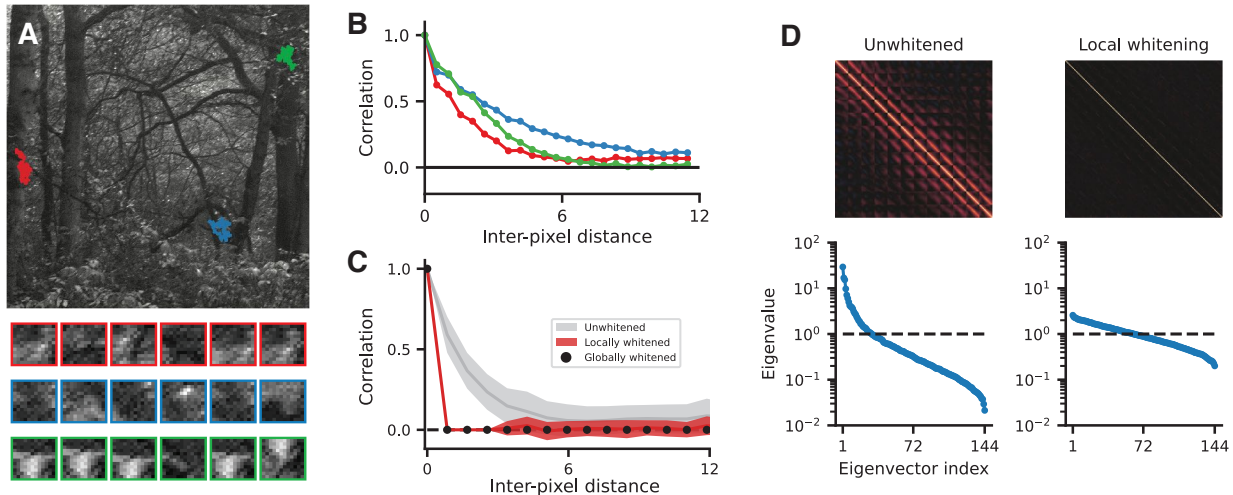 A
B
Correlation
1.0
0.5
0.0
0
6
12
Inter-pixel distance
C
Correlation
1.0
0.5
0.0
Unwhitened
Locally whitened
Globally whitened
0
6
12
Inter-pixel distance
D
Unwhitened
Local whitening
Eigenvalue
10²
10¹
10⁰
10⁻¹
10⁻²
1
72
144
Eigenvector index
10²
10¹
10⁰
10⁻¹
10⁻²
1
72
144